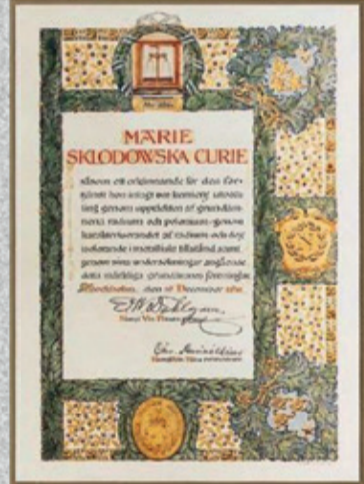 MARIE
SKLODOWSKA CURIE
såsom ett erkännande för den för-
tjänst hon inlagt om kemiens utveck-
ling genom upptäckten af grundäm-
nena radium och polonium, genom
karakteriserandet af radium och dess
isolerande i metalliskt tillstånd samt
genom sina undersökningar angående
detta märkliga grundämnes föreningar
Stockholm den 10 December 1911